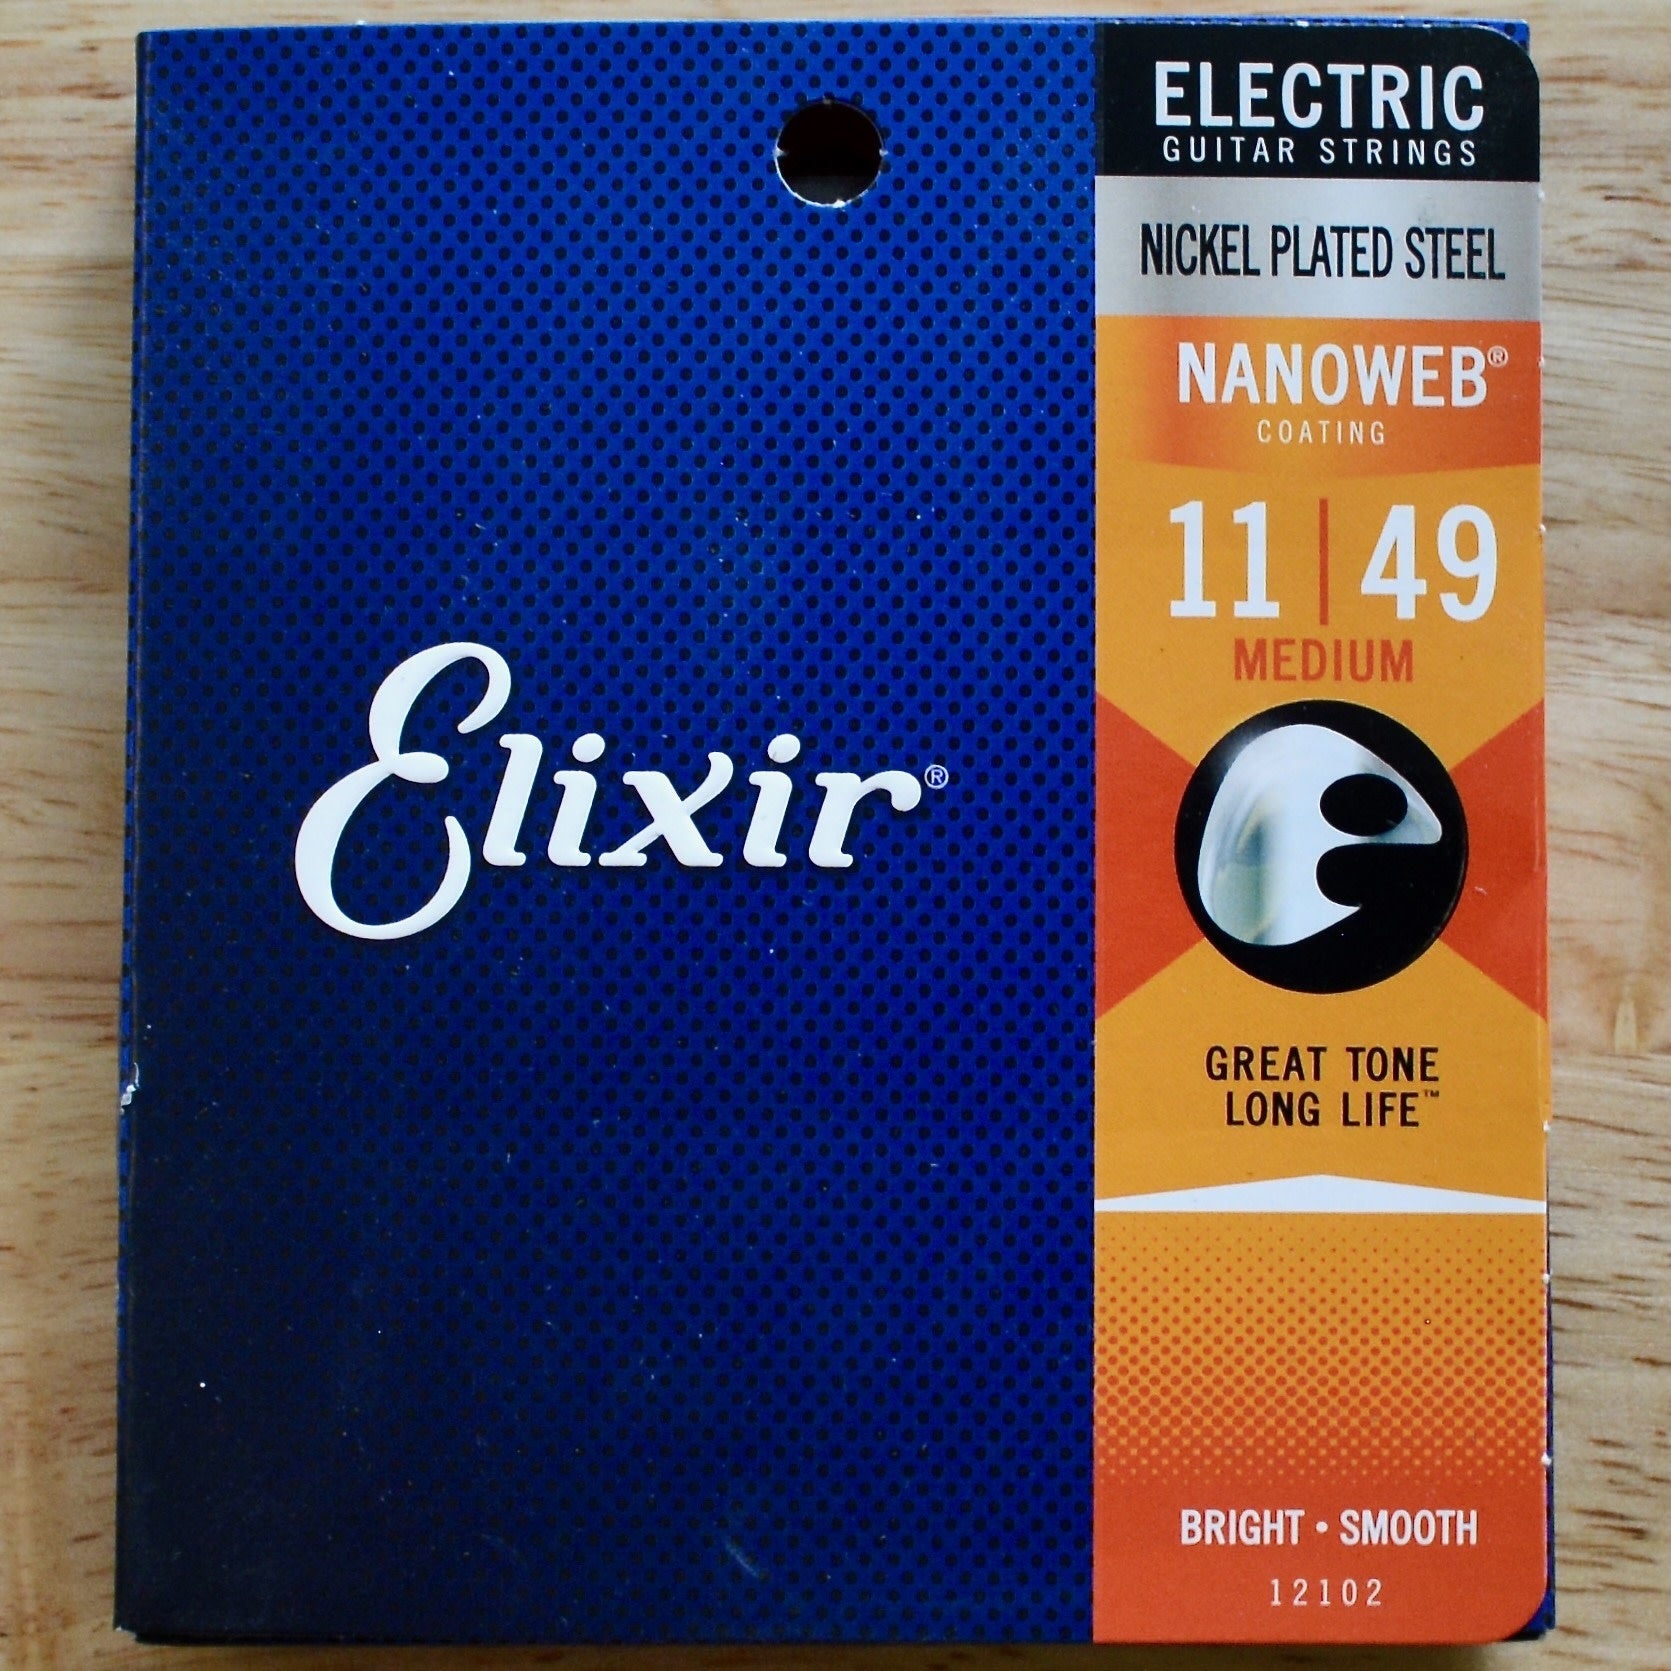 ELECTRIC
GUITAR STRINGS
NICKEL PLATED STEEL
NANOWEB®
COATING
11 | 49
MEDIUM
Elixir®
GREAT TONE
LONG LIFE™
BRIGHT • SMOOTH
12102